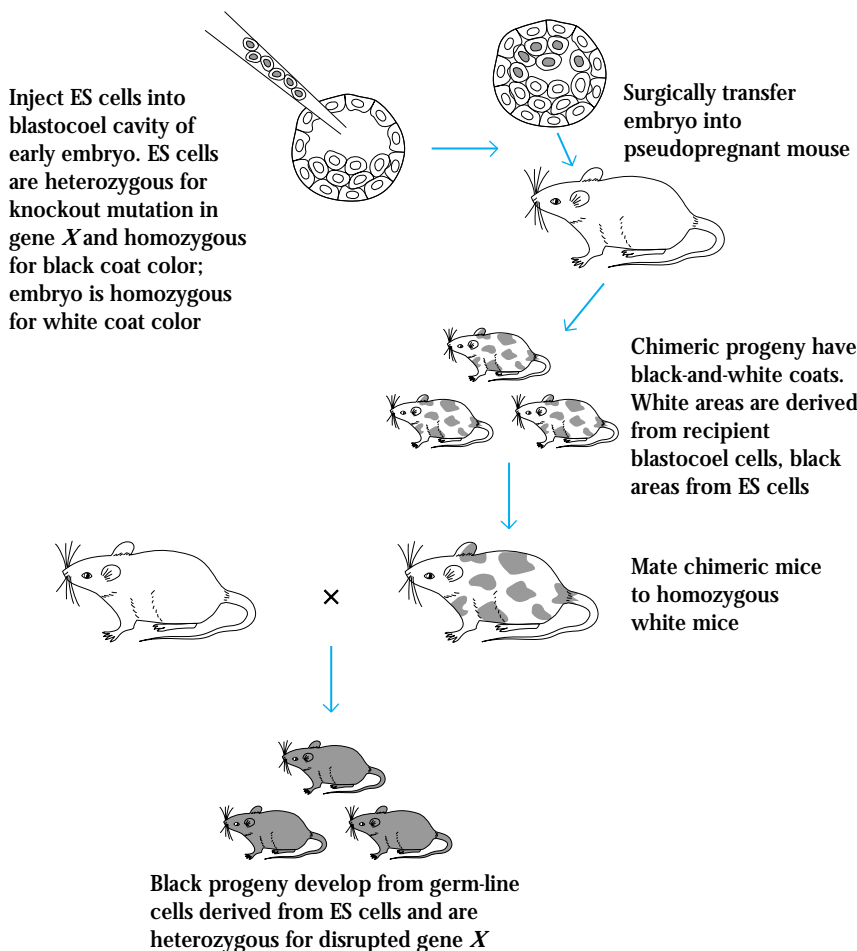 Inject ES cells into
blastocoel cavity of
early embryo. ES cells
are heterozygous for
knockout mutation in
gene X and homozygous
for black coat color;
embryo is homozygous
for white coat color
Surgically transfer
embryo into
pseudopregnant mouse
Chimeric progeny have
black-and-white coats.
White areas are derived
from recipient
blastocoel cells, black
areas from ES cells
Mate chimeric mice
to homozygous
white mice
×
Black progeny develop from germ-line
cells derived from ES cells and are
heterozygous for disrupted gene X